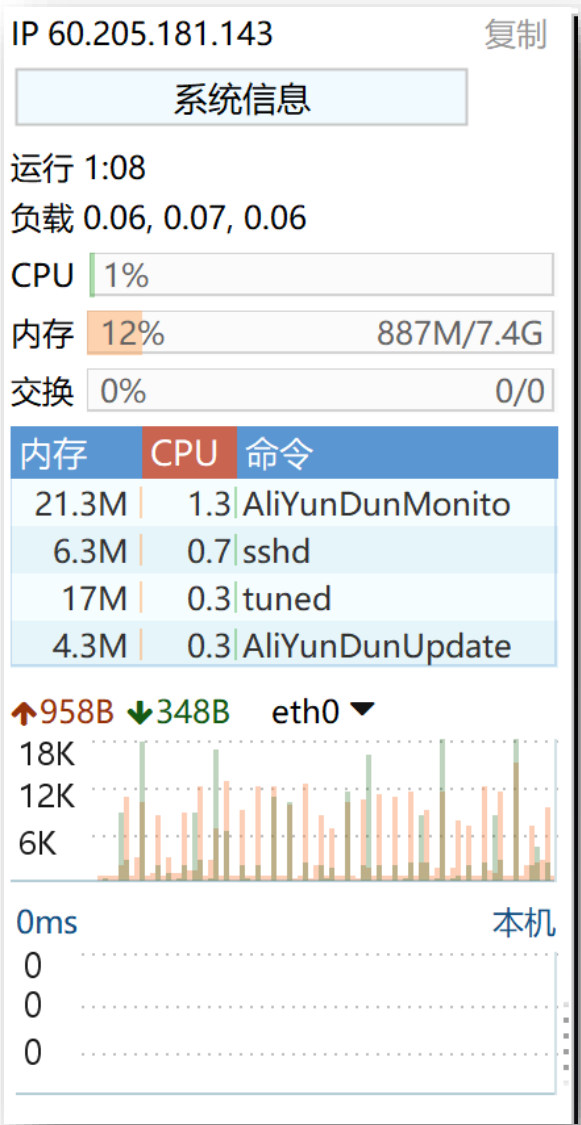 IP 60.205.181.143 复制
系统信息
运行 1:08
负载 0.06, 0.07, 0.06
CPU 1%
内存 12% 887M/7.4G
交换 0% 0/0
内存 CPU 命令
21.3M 1.3 AliYunDunMonito
6.3M 0.7 sshd
17M 0.3 tuned
4.3M 0.3 AliYunDunUpdate
958B 348B eth0
18K
12K
6K
0ms 本机
0
0
0